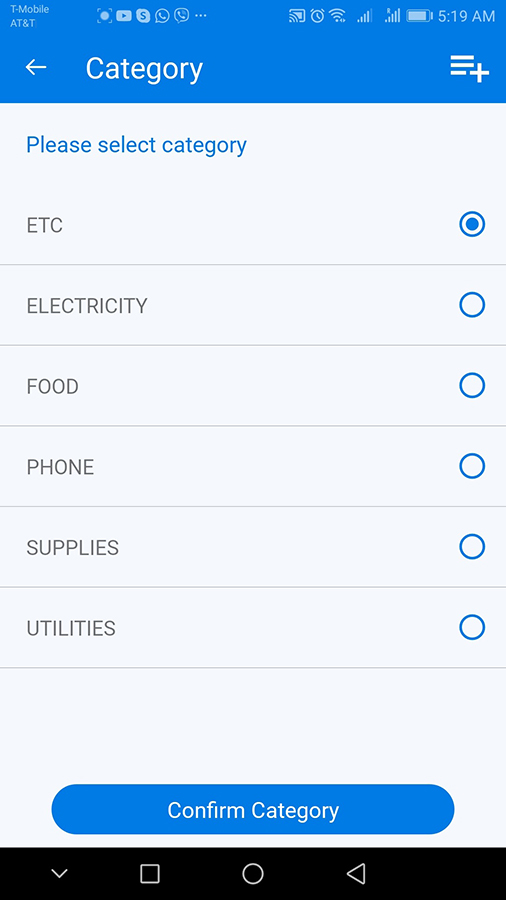 T-Mobile
AT&T
5:19 AM
Category
Please select category
ETC
ELECTRICITY
FOOD
PHONE
SUPPLIES
UTILITIES
Confirm Category